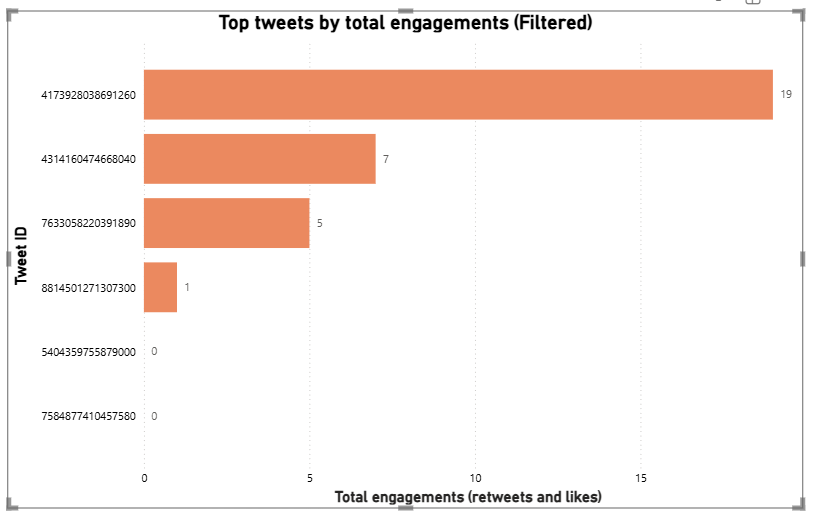 Top tweets by total engagements (Filtered)
Tweet ID
4173928038691260 19
4314160474668040 7
7633058220391890 5
8814501271307300 1
5404359755879000 0
7584877410457580 0
0 5 10 15
Total engagements (retweets and likes)